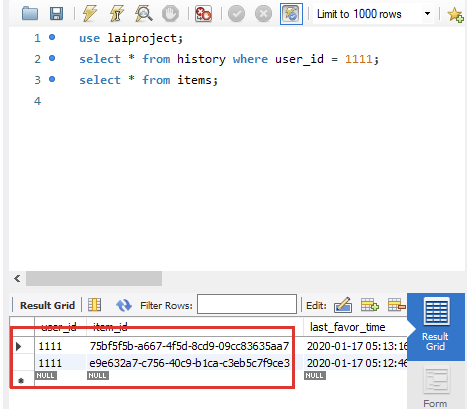 Limit to 1000 rows
1 use laiproject;
2 select * from history where user_id = 1111;
3 select * from items;
4
Result Grid Filter Rows: Edit:
user_id item_id last_favor_time
1111 75bf5f5b-a667-4f5d-8cd9-09cc83635aa7 2020-01-17 05:13:16
1111 e9e632a7-c756-40c9-b1ca-c3eb5c7f9ce3 2020-01-17 05:12:46
NULL NULL NULL
Result
Grid
Form